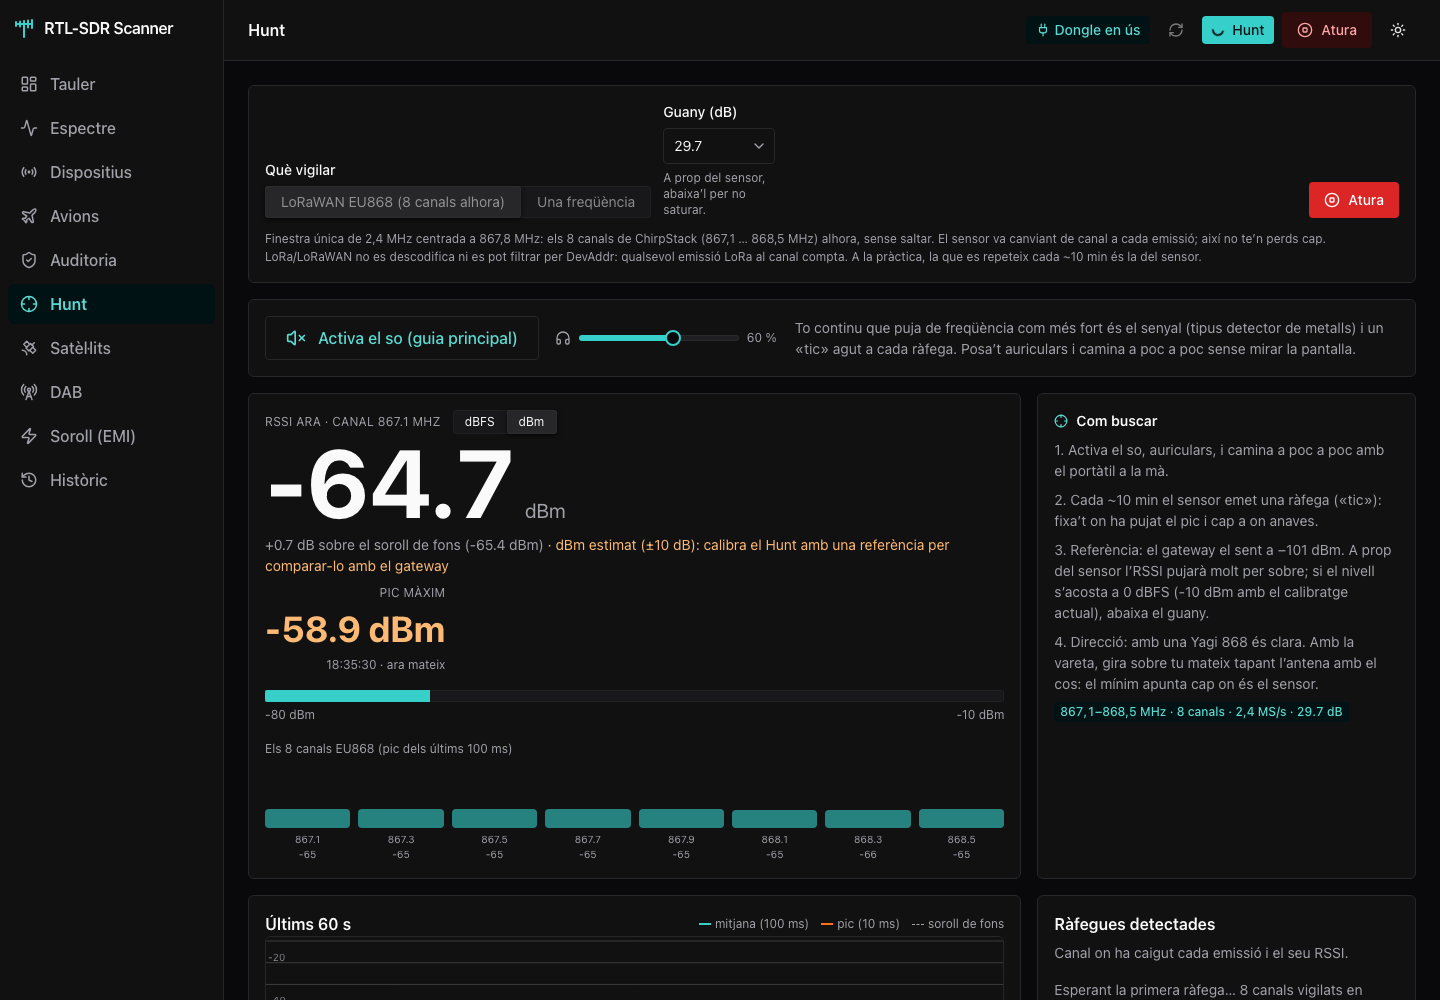 RTL-SDR Scanner
Tauler
Espectre
Dispositius
Avions
Auditoria
Hunt
Satèl·lits
DAB
Soroll (EMI)
Històric
Hunt
Dongle en ús
Hunt
Atura
Què vigilar
LoRaWAN EU868 (8 canals alhora)
Una freqüència
Guany (dB)
29.7
A prop del sensor,
abaixa'l per no
saturar.
Atura
Finestra única de 2,4 MHz centrada a 867,8 MHz: els 8 canals de ChirpStack (867,1 … 868,5 MHz) alhora, sense saltar. El sensor va canviant de canal a cada emissió; així no te'n perds cap.
LoRa/LoRaWAN no es descodifica ni es pot filtrar per DevAddr: qualsevol emissió LoRa al canal compta. A la pràctica, la que es repeteix cada ~10 min és la del sensor.
Activa el so (guia principal)
60 %
To continu que puja de freqüència com més fort és el senyal (tipus detector de metalls) i un
«tic» agut a cada ràfega. Posa't auriculars i camina a poc a poc sense mirar la pantalla.
RSSI ARA · CANAL 867.1 MHZ
dBFS
dBm
-64.7 dBm
+0.7 dB sobre el soroll de fons (-65.4 dBm) · dBm estimat (±10 dB): calibra el Hunt amb una referència per
comparar-lo amb el gateway
PIC MÀXIM
-58.9 dBm
18:35:30 · ara mateix
-80 dBm
-10 dBm
Els 8 canals EU868 (pic dels últims 100 ms)
867.1 867.3 867.5 867.7 867.9 868.1 868.3 868.5
-65 -65 -65 -65 -65 -65 -66 -65
Com buscar
1. Activa el so, auriculars, i camina a poc a poc amb
el portàtil a la mà.
2. Cada ~10 min el sensor emet una ràfega («tic»):
fixa't on ha pujat el pic i cap a on anaves.
3. Referència: el gateway el sent a −101 dBm. A prop
del sensor l'RSSI pujarà molt per sobre; si el nivell
s'acosta a 0 dBFS (-10 dBm amb el calibratge
actual), abaixa el guany.
4. Direcció: amb una Yagi 868 és clara. Amb la
vareta, gira sobre tu mateix tapant l'antena amb el
cos: el mínim apunta cap on és el sensor.
867,1–868,5 MHz · 8 canals · 2,4 MS/s · 29.7 dB
Últims 60 s
mitjana (100 ms)
pic (10 ms)
--- soroll de fons
-20
-40
Ràfegues detectades
Canal on ha caigut cada emissió i el seu RSSI.
Esperant la primera ràfega… 8 canals vigilats en